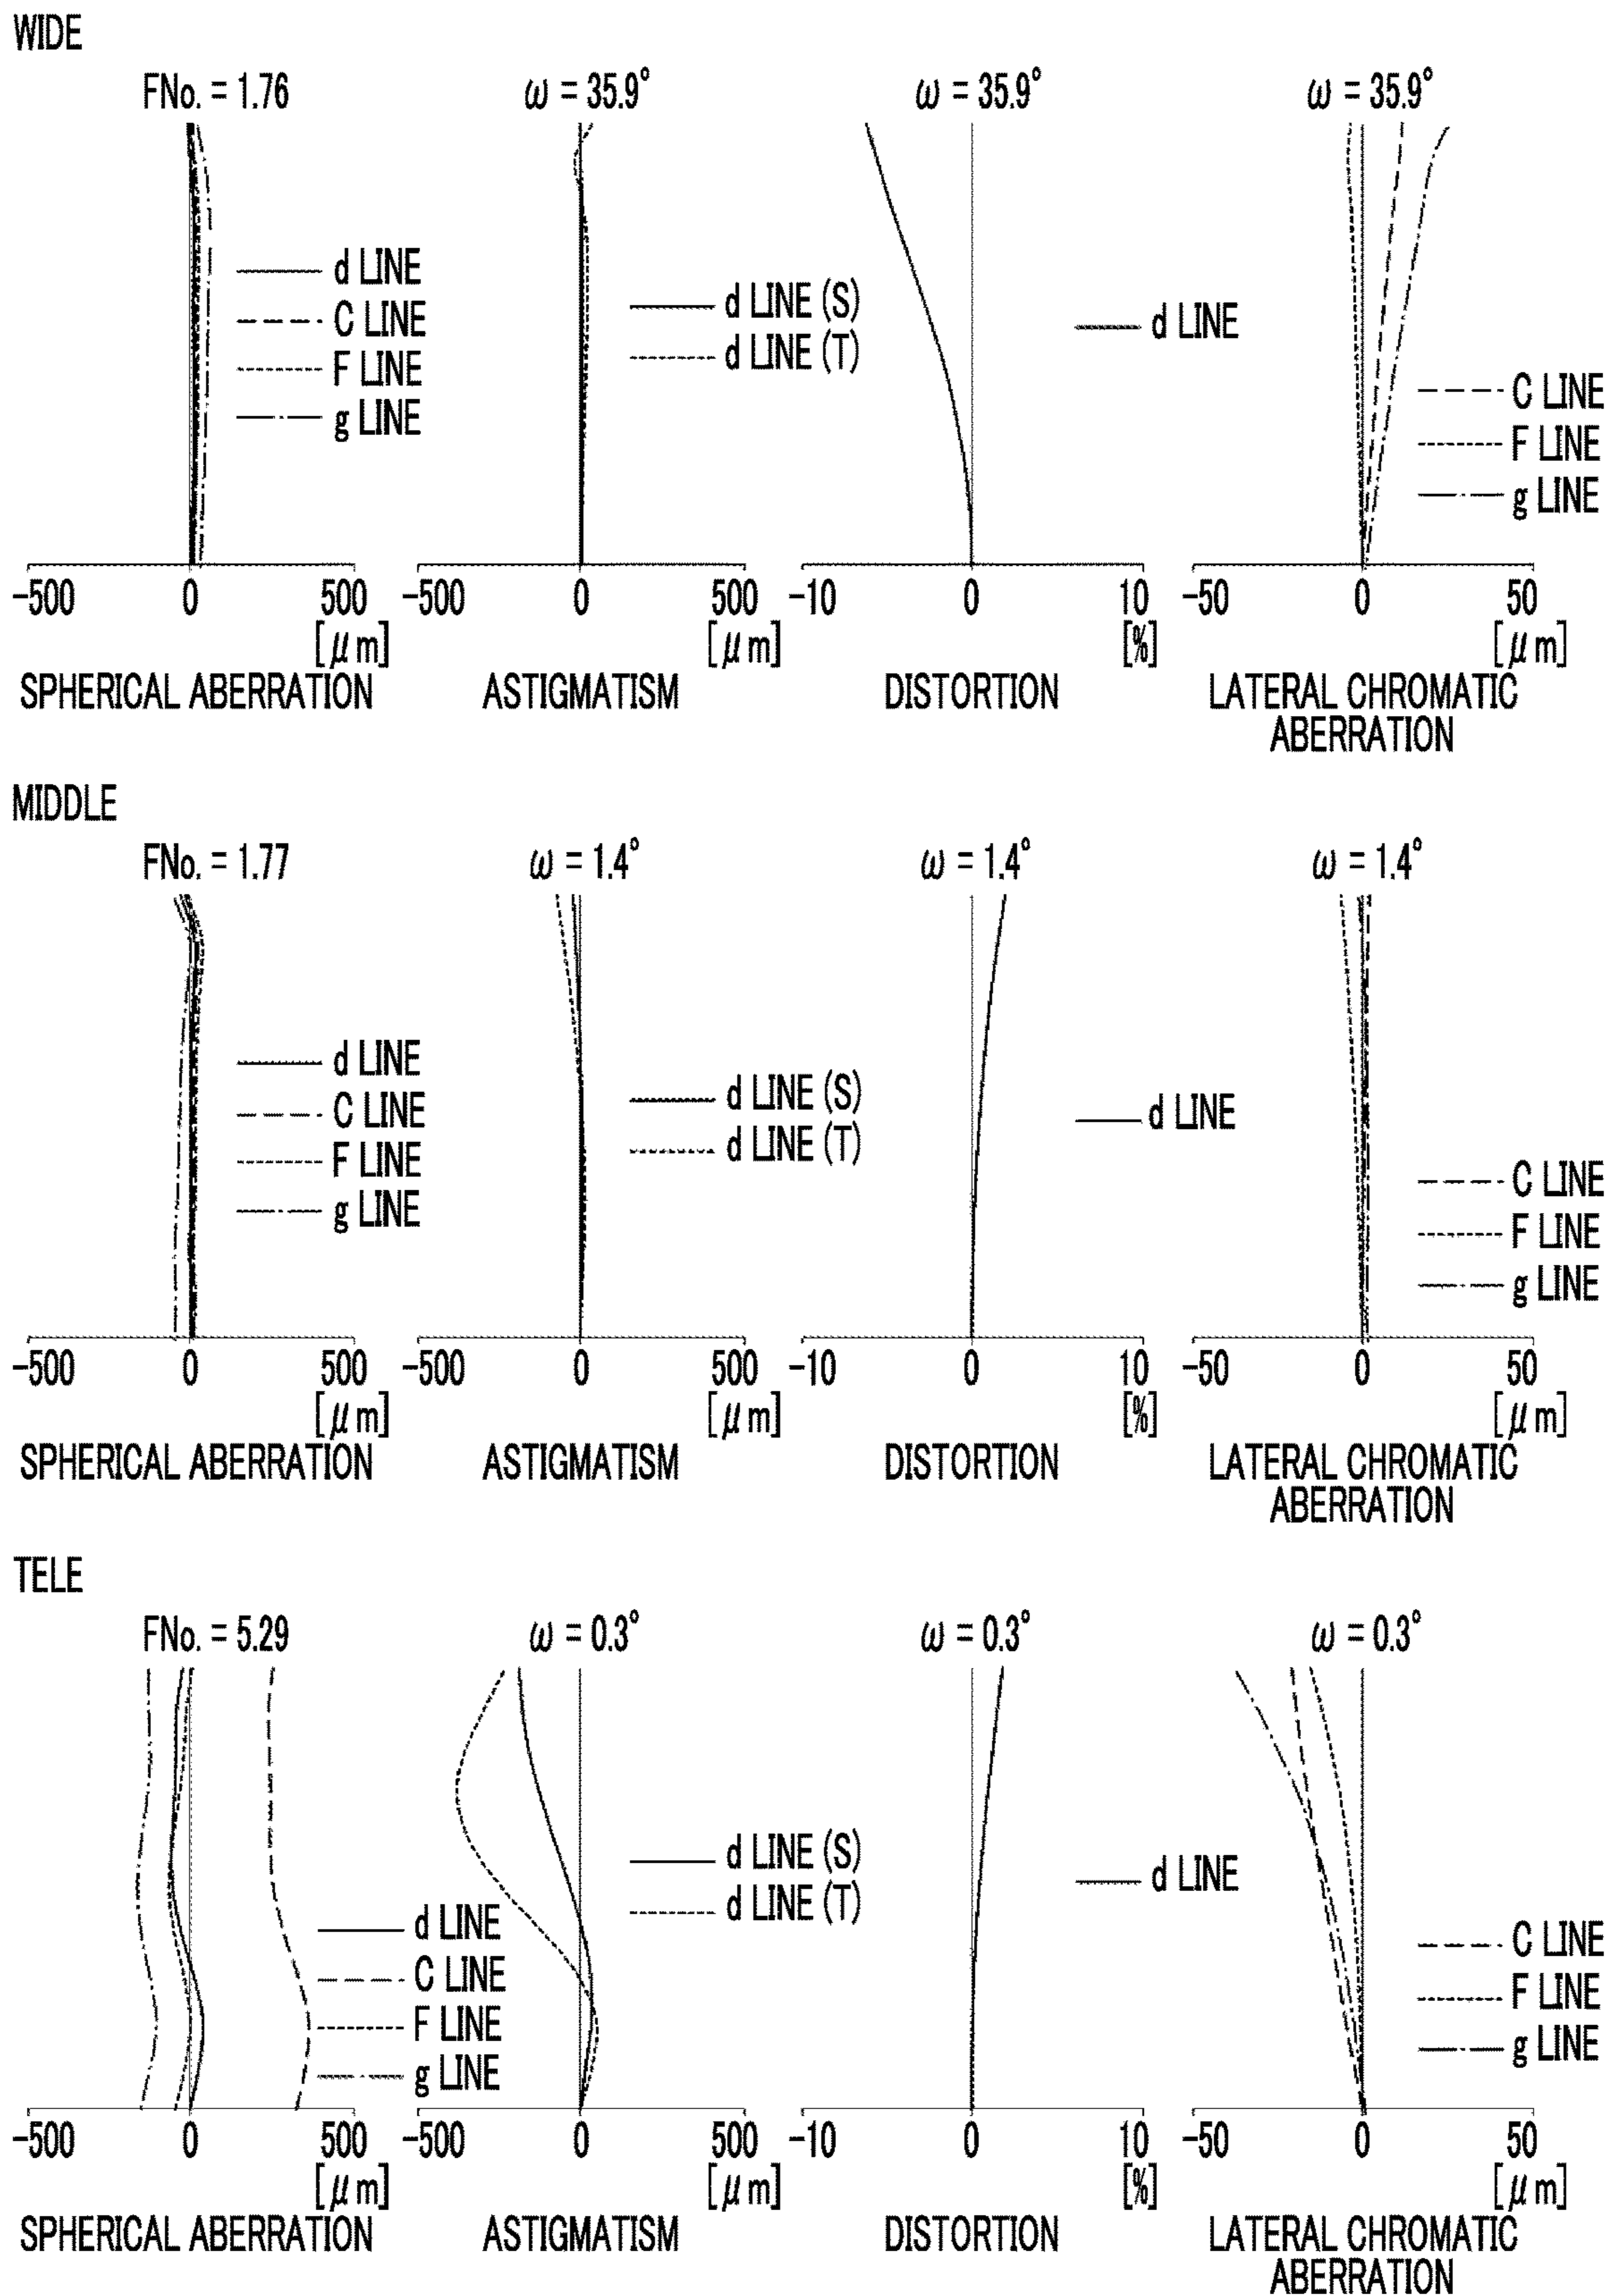 WIDE
FNo. = 1.76
d LINE
C LINE
F LINE
g LINE
-500 0 500
[μm]
SPHERICAL ABERRATION
ω = 35.9°
d LINE (S)
d LINE (T)
-500 0 500
[μm]
ASTIGMATISM
ω = 35.9°
d LINE
-10 0 10
[%]
DISTORTION
ω = 35.9°
C LINE
F LINE
g LINE
-50 0 50
[μm]
LATERAL CHROMATIC
ABERRATION
MIDDLE
FNo. = 1.77
d LINE
C LINE
F LINE
g LINE
-500 0 500
[μm]
SPHERICAL ABERRATION
ω = 1.4°
d LINE (S)
d LINE (T)
-500 0 500
[μm]
ASTIGMATISM
ω = 1.4°
d LINE
-10 0 10
[%]
DISTORTION
ω = 1.4°
C LINE
F LINE
g LINE
-50 0 50
[μm]
LATERAL CHROMATIC
ABERRATION
TELE
FNo. = 5.29
d LINE
C LINE
F LINE
g LINE
-500 0 500
[μm]
SPHERICAL ABERRATION
ω = 0.3°
d LINE (S)
d LINE (T)
-500 0 500
[μm]
ASTIGMATISM
ω = 0.3°
d LINE
-10 0 10
[%]
DISTORTION
ω = 0.3°
C LINE
F LINE
g LINE
-50 0 50
[μm]
LATERAL CHROMATIC
ABERRATION